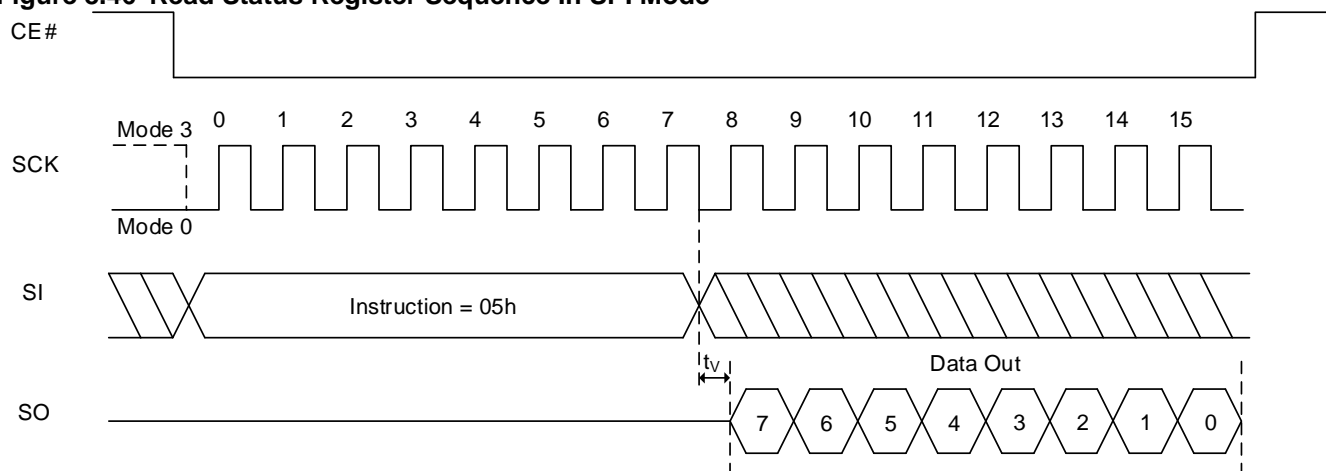 Figure 8.40 Read Status Register Sequence In SPI Mode
CE#
Mode 3
0 1 2 3 4 5 6 7 8 9 10 11 12 13 14 15
SCK
Mode 0
SI
Instruction = 05h
tV
Data Out
SO
7 6 5 4 3 2 1 0